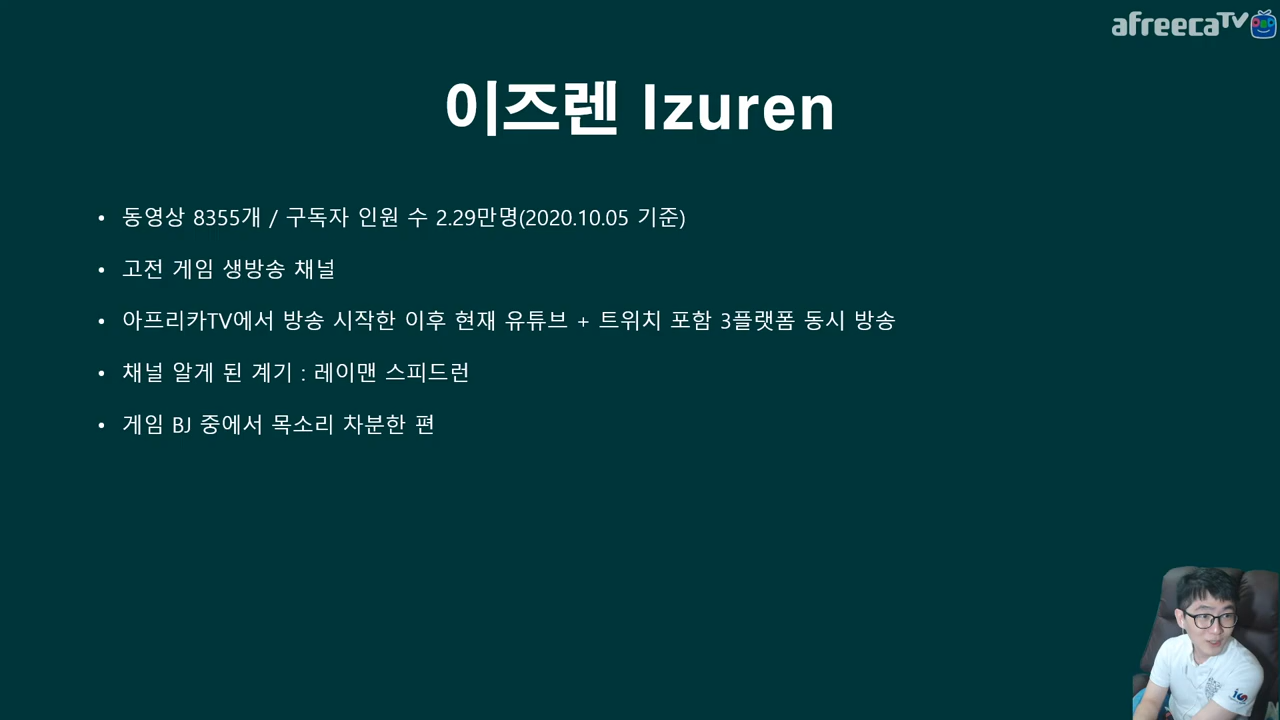 afreecaTV
이즈렌 Izuren
• 동영상 8355개 / 구독자 인원 수 2.29만명(2020.10.05 기준)
• 고전 게임 생방송 채널
• 아프리카TV에서 방송 시작한 이후 현재 유튜브 + 트위치 포함 3플랫폼 동시 방송
• 채널 알게 된 계기 : 레이맨 스피드런
• 게임 BJ 중에서 목소리 차분한 편